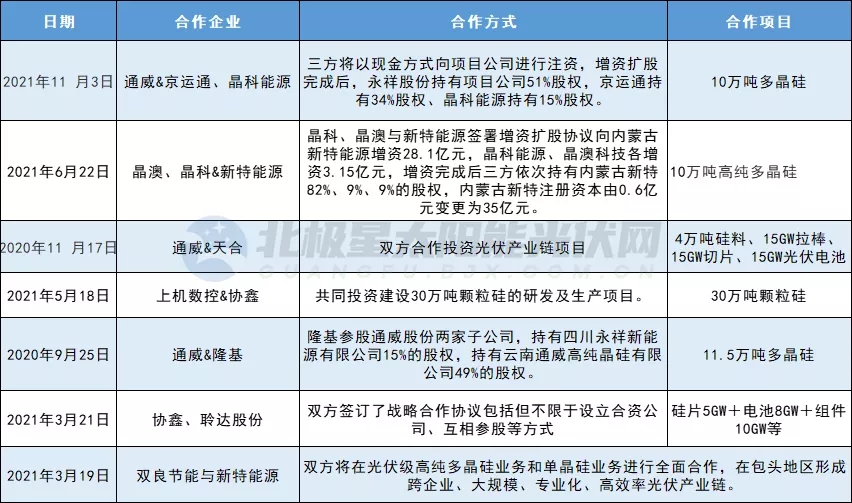 日期 合作企业 合作方式 合作项目
2021年11 月3日 通威&京运通、晶科能源 三方将以现金方式向项目公司进行注资，增资扩股
完成后，永祥股份持有项目公司51%股权，京运通持
有34%股权、晶科能源持有15%股权。
10万吨多晶硅
2021年6月22日 晶澳、晶科&新特能源 晶科、晶澳与新特能源签署增资扩股协议向内蒙古
新特能源增资28.1亿元，晶科能源、晶澳科技各增
资3.15亿元，增资完成后三方依次持有内蒙古新特
82%、9%、9%的股权，内蒙古新特注册资本由0.6亿
元变更为35亿元。
10万吨高纯多晶硅
2020年11 月17日 通威&天合 双方合作投资光伏产业链项目 4万吨硅料、15GW拉棒、
15GW切片、15GW光伏电池
北极星太阳能光伏网
GUANGFU.BJX.COM.CN
2021年5月18日 上机数控&协鑫 共同投资建设30万吨颗粒硅的研发及生产项目。 30万吨颗粒硅
2020年9月25日 通威&隆基 隆基参股通威股份两家子公司，持有四川永祥新能
源有限公司15%的股权，持有云南通威高纯晶硅有限
公司49%的股权。
11.5万吨多晶硅
2021年3月21日 协鑫、聆达股份 双方签订了战略合作协议包括但不限于设立合资公
司、互相参股等方式
硅片5GW＋电池8GW＋组件
10GW等
2021年3月19日 双良节能与新特能源 双方将在光伏级高纯多晶硅业务和单晶硅业务进行全面合作，在包头地区形成
跨企业、大规模、专业化、高效率光伏产业链。